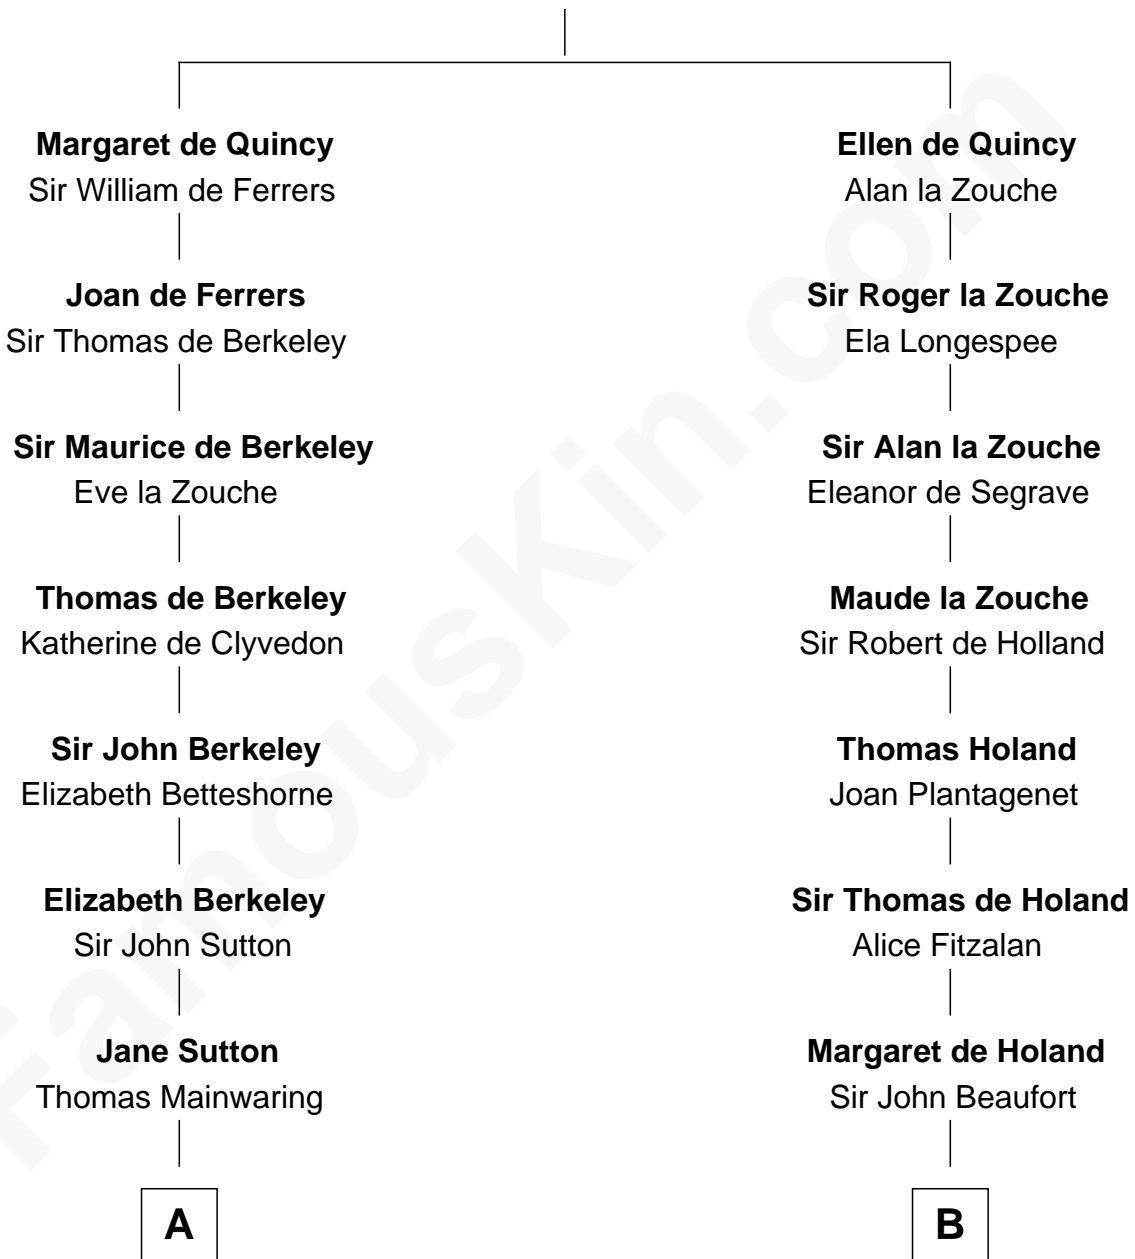 Margaret de Quincy
Sir William de Ferrers
Joan de Ferrers
Sir Thomas de Berkeley
Sir Maurice de Berkeley
Eve la Zouche
Thomas de Berkeley
Katherine de Clyvedon
Sir John Berkeley
Elizabeth Betteshorne
Elizabeth Berkeley
Sir John Sutton
Jane Sutton
Thomas Mainwaring
A
Ellen de Quincy
Alan la Zouche
Sir Roger la Zouche
Ela Longespee
Sir Alan la Zouche
Eleanor de Segrave
Maude la Zouche
Sir Robert de Holland
Thomas Holand
Joan Plantagenet
Sir Thomas de Holand
Alice Fitzalan
Margaret de Holand
Sir John Beaufort
B
FamousKin.com